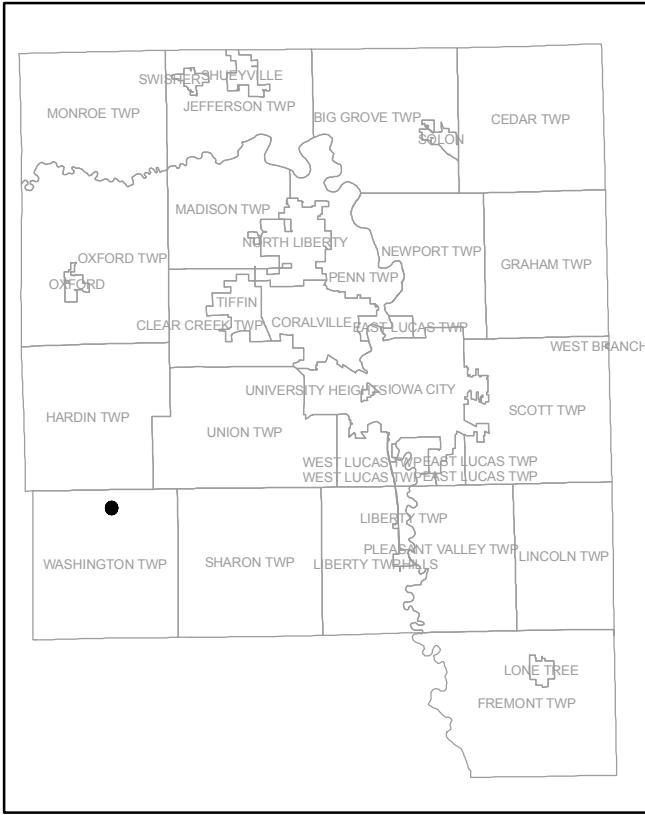 SHUEYVILLE
SWISHER
MONROE TWP
JEFFERSON TWP
BIG GROVE TWP
CEDAR TWP
SOLON
MADISON TWP
NORTH LIBERTY
NEWPORT TWP
OXFORD TWP
GRAHAM TWP
PENN TWP
OXFORD
TIFFIN
CLEAR CREEK TWP
CORALVILLE
EAST LUCAS TWP
WEST BRANCH
UNIVERSITY HEIGHTS
IOWA CITY
HARDIN TWP
SCOTT TWP
UNION TWP
WEST LUCAS TWP
EAST LUCAS TWP
WEST LUCAS TWP
EAST LUCAS TWP
LIBERTY TWP
PLEASANT VALLEY TWP
LINCOLN TWP
WASHINGTON TWP
SHARON TWP
LIBERTY TWP
HILLS
LONE TREE
FREMONT TWP